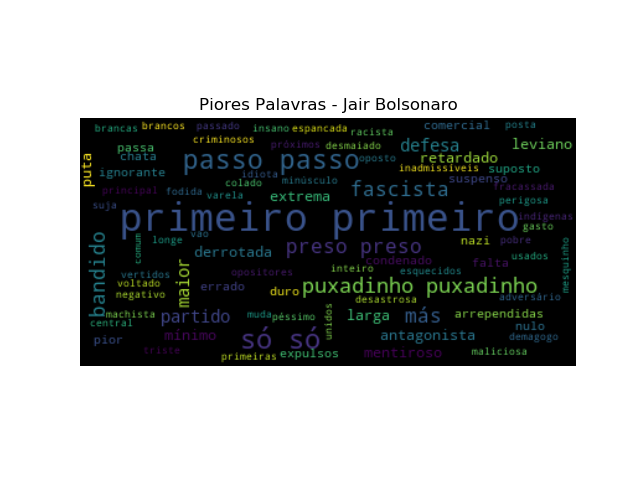 Piores Palavras - Jair Bolsonaro
brancas brancos passado insano espancada racista comercial posta
criminosos
puta passa chata próximos desmaiado defesa leviano
passo passo oposto retardado
ignorante idiota inadmissíveis suposto
colado minúsculo suspenso
principal fodida varela extrema fascista fracassada
suja perigosa
primeiro primeiro indígenas
vão gasto
bandido comum longe derrotada preso preso nazi pobre
condenado falta usados mesquinho
vertidos maior opositores inteiro esquecidos
voltado errado duro puxadinho puxadinho
negativo desastrosa adversário
machista partido muda péssimo unidos larga más arrependidas
central nulo
pior mínimo só só antagonista demagogo
triste primeiras expulsos mentiroso maliciosa